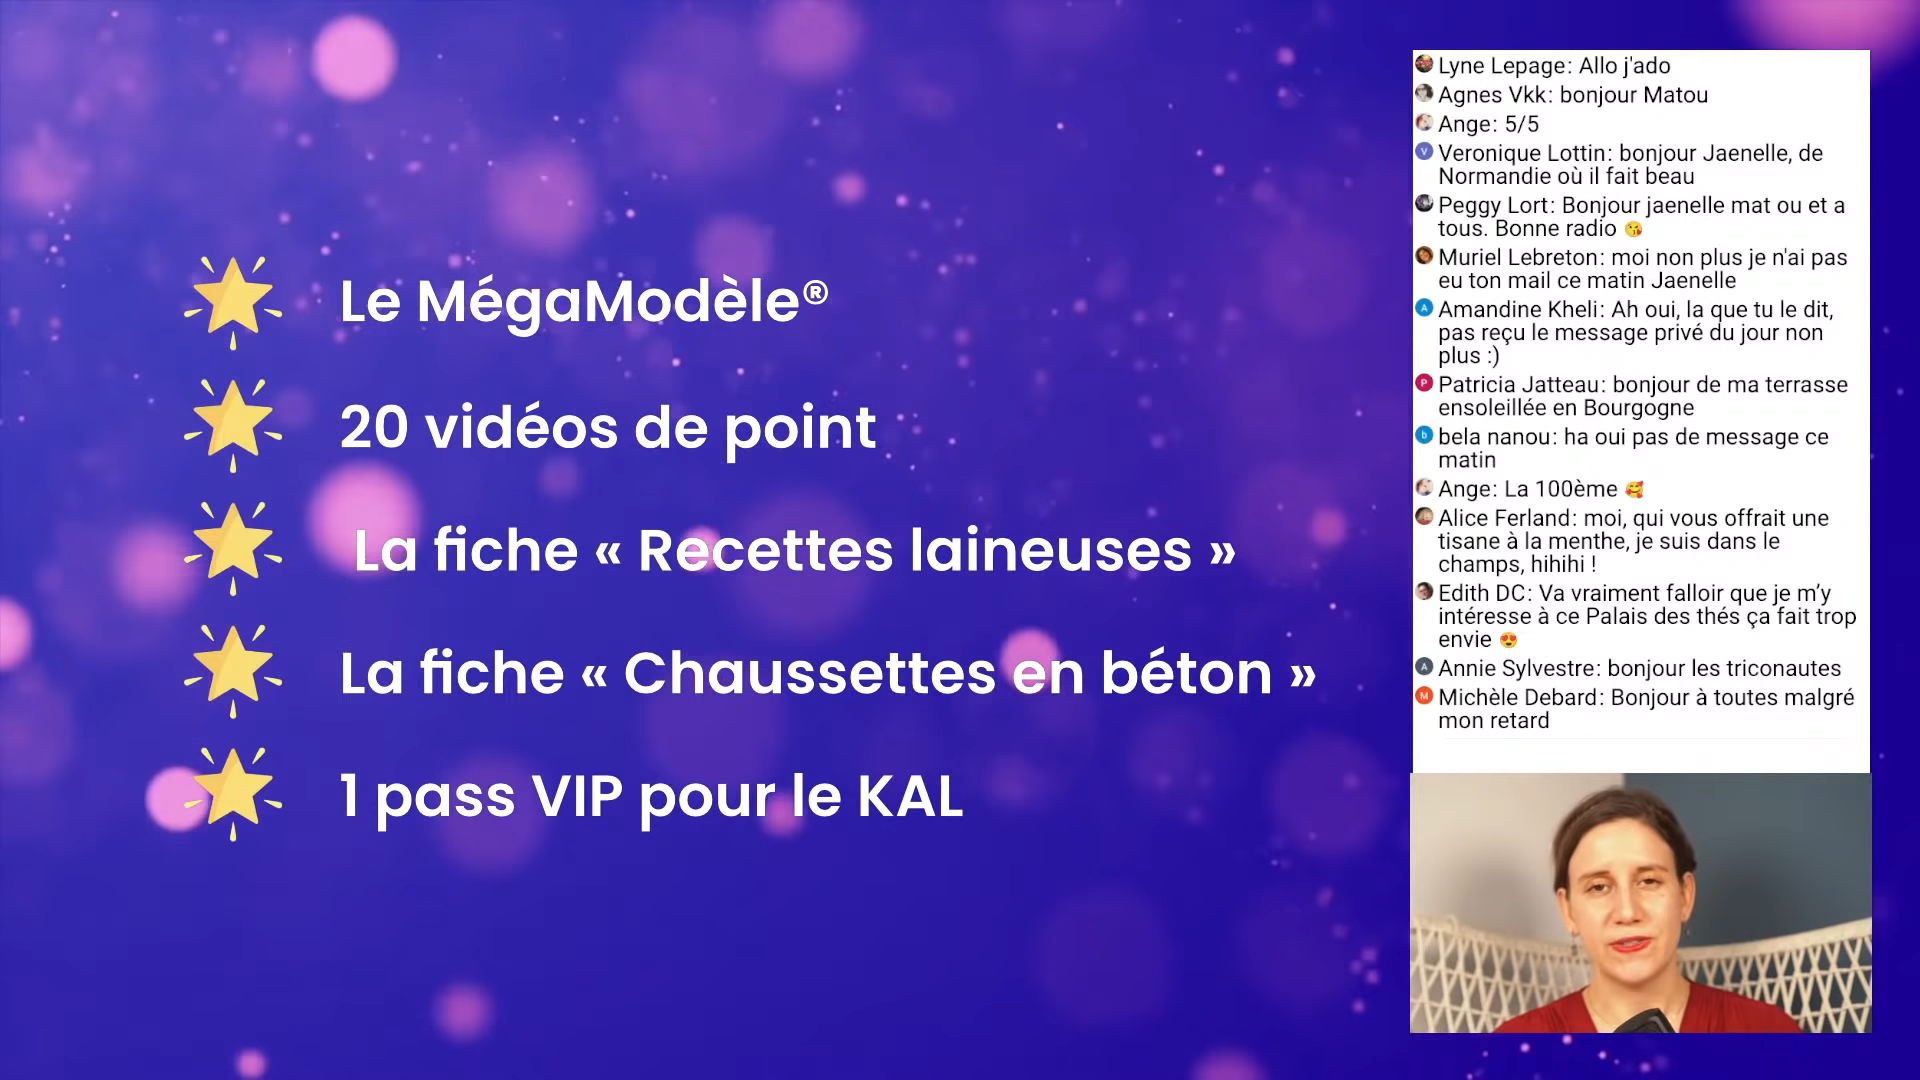 Le MégaModèle®
20 vidéos de point
La fiche « Recettes laineuses »
La fiche « Chaussettes en béton »
1 pass VIP pour le KAL
Lyne Lepage: Allo j'ado
Agnes Vkk: bonjour Matou
Ange: 5/5
V Veronique Lottin: bonjour Jaenelle, de
Normandie où il fait beau
Peggy Lort: Bonjour jaenelle mat ou et a
tous. Bonne radio 😘
Muriel Lebreton: moi non plus je n'ai pas
eu ton mail ce matin Jaenelle
A Amandine Kheli: Ah oui, la que tu le dit,
pas reçu le message privé du jour non
plus :)
P Patricia Jatteau: bonjour de ma terrasse
ensoleillée en Bourgogne
b bela nanou: ha oui pas de message ce
matin
Ange: La 100ème 🥰
Alice Ferland: moi, qui vous offrait une
tisane à la menthe, je suis dans le
champs, hihihi !
Edith DC: Va vraiment falloir que je m’y
intéresse à ce Palais des thés ça fait trop
envie 😍
A Annie Sylvestre: bonjour les triconautes
M Michèle Debard: Bonjour à toutes malgré
mon retard